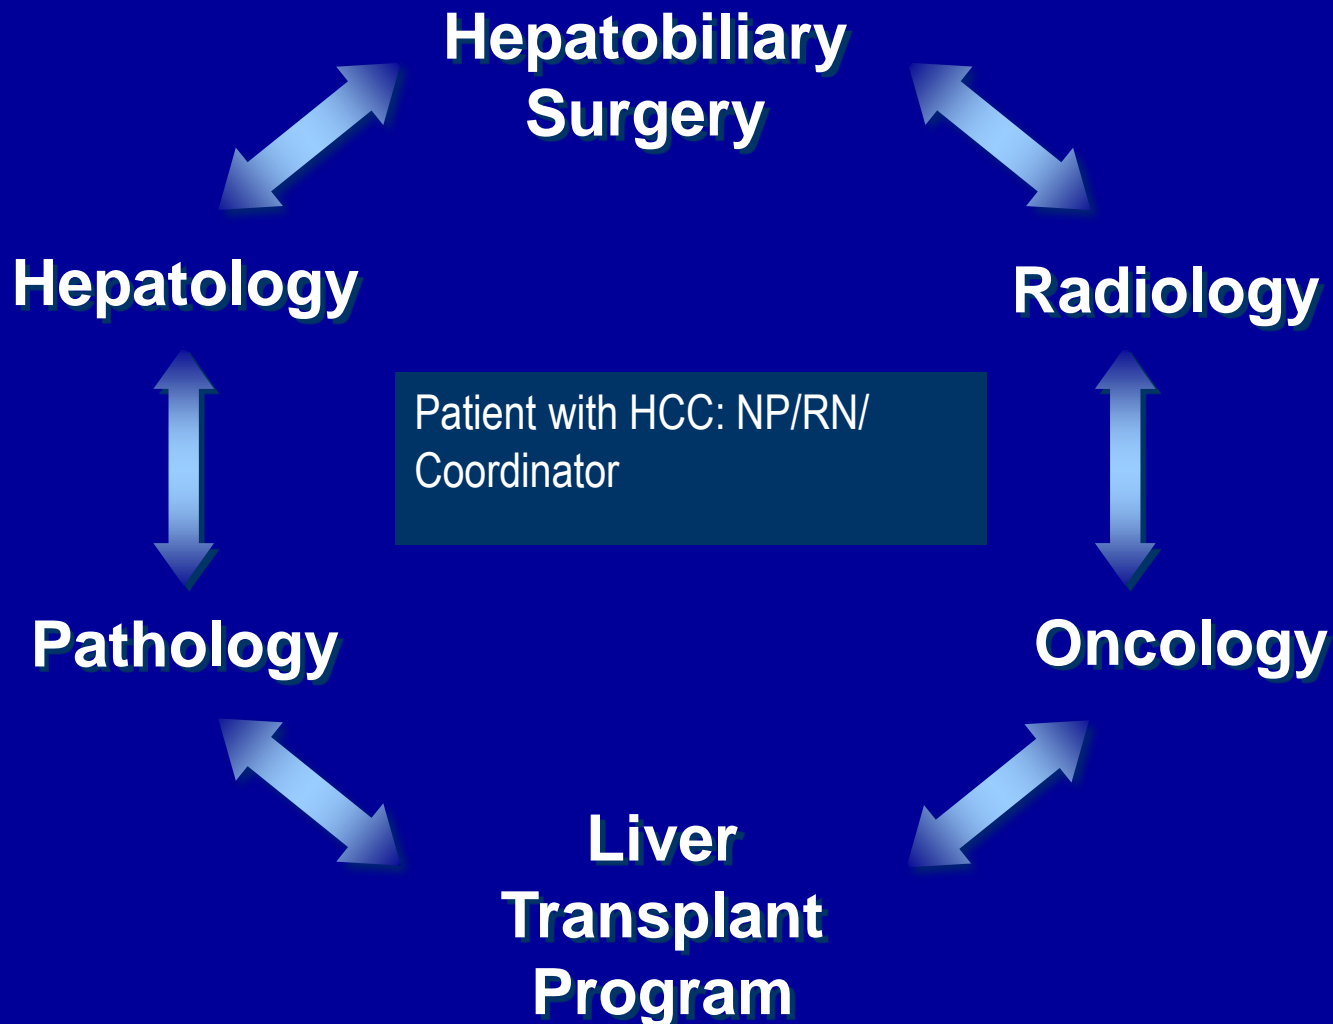 Hepatobiliary
Surgery
Hepatology
Radiology
Patient with HCC: NP/RN/
Coordinator
Pathology
Oncology
Liver
Transplant
Program